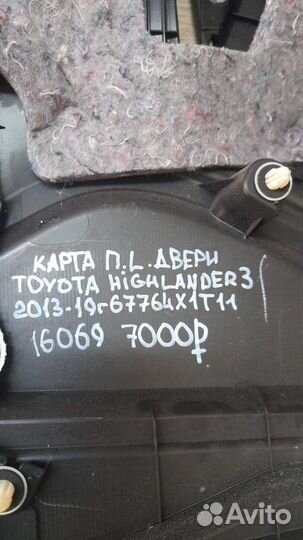 КАРТА П.L.ДВЕРИ
TOYOTA HIGHLANDER3
2013-19г67764X1T11
16069 7000₽
Avito